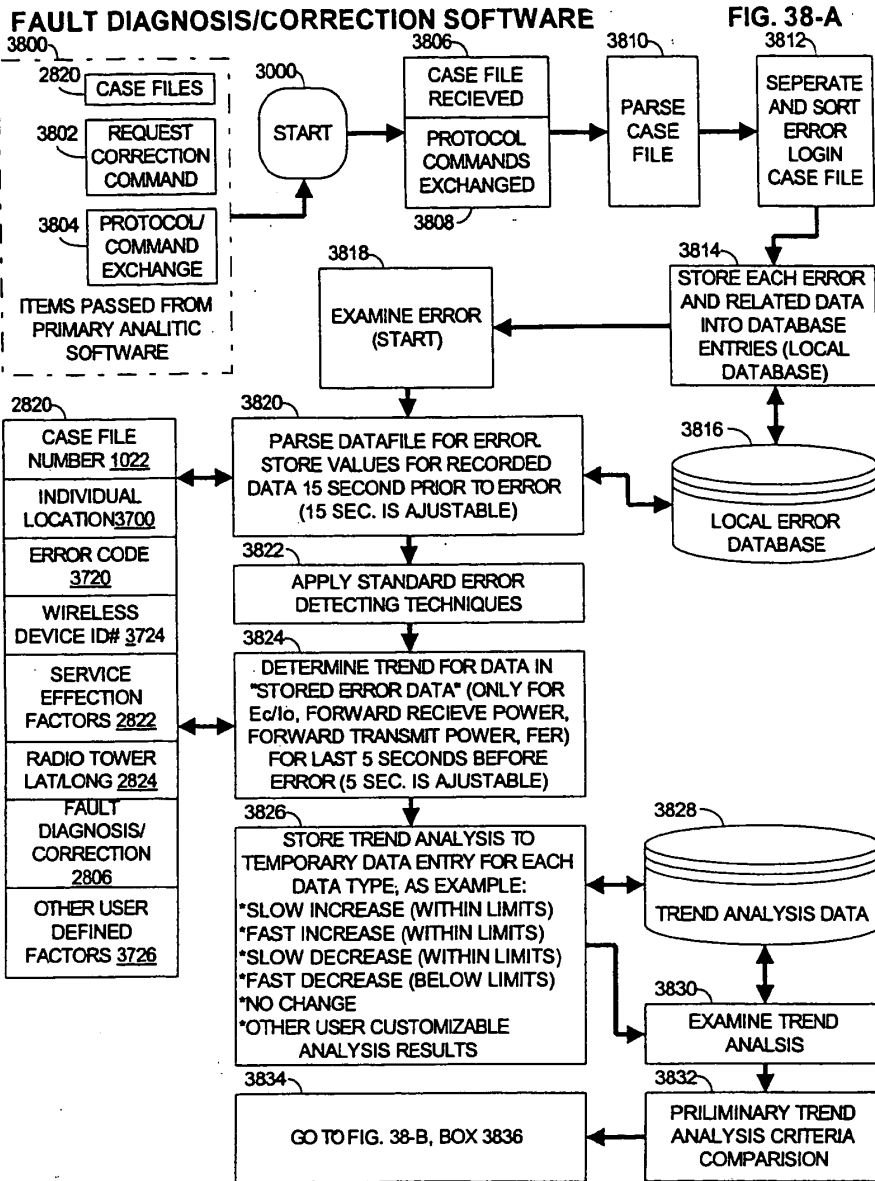 FAULT DIAGNOSIS/CORRECTION SOFTWARE
FIG. 38-A
3800
2820
CASE FILES
3802
REQUEST
CORRECTION
COMMAND
3804
PROTOCOL/
COMMAND
EXCHANGE
ITEMS PASSED FROM
PRIMARY ANALITIC
SOFTWARE
3000
START
3806
CASE FILE
RECIEVED
PROTOCOL
COMMANDS
EXCHANGED
3808
3810
PARSE
CASE
FILE
3812
SEPERATE
AND SORT
ERROR
LOGIN
CASE FILE
3814
STORE EACH ERROR
AND RELATED DATA
INTO DATABASE
ENTRIES (LOCAL
DATABASE)
3816
LOCAL ERROR
DATABASE
3818
EXAMINE ERROR
(START)
3820
PARSE DATAFILE FOR ERROR.
STORE VALUES FOR RECORDED
DATA 15 SECOND PRIOR TO ERROR
(15 SEC. IS AJUSTABLE)
3822
APPLY STANDARD ERROR
DETECTING TECHNIQUES
3824
DETERMINE TREND FOR DATA IN
"STORED ERROR DATA" (ONLY FOR
Ec/Io, FORWARD RECIEVE POWER,
FORWARD TRANSMIT POWER, FER)
FOR LAST 5 SECONDS BEFORE
ERROR (5 SEC. IS AJUSTABLE)
2820
CASE FILE
NUMBER 1022
INDIVIDUAL
LOCATION3700
ERROR CODE
3720
WIRELESS
DEVICE ID# 3724
SERVICE
EFFECTION
FACTORS 2822
RADIO TOWER
LAT/LONG 2824
FAULT
DIAGNOSIS/
CORRECTION
2806
OTHER USER
DEFINED
FACTORS 3726
3826
STORE TREND ANALYSIS TO
TEMPORARY DATA ENTRY FOR EACH
DATA TYPE, AS EXAMPLE:
*SLOW INCREASE (WITHIN LIMITS)
*FAST INCREASE (WITHIN LIMITS)
*SLOW DECREASE (WITHIN LIMITS)
*FAST DECREASE (BELOW LIMITS)
*NO CHANGE
*OTHER USER CUSTOMIZABLE
ANALYSIS RESULTS
3828
TREND ANALYSIS DATA
3830
EXAMINE TREND
ANALSIS
3832
PRILIMINARY TREND
ANALYSIS CRITERIA
COMPARISION
3834
GO TO FIG. 38-B, BOX 3836